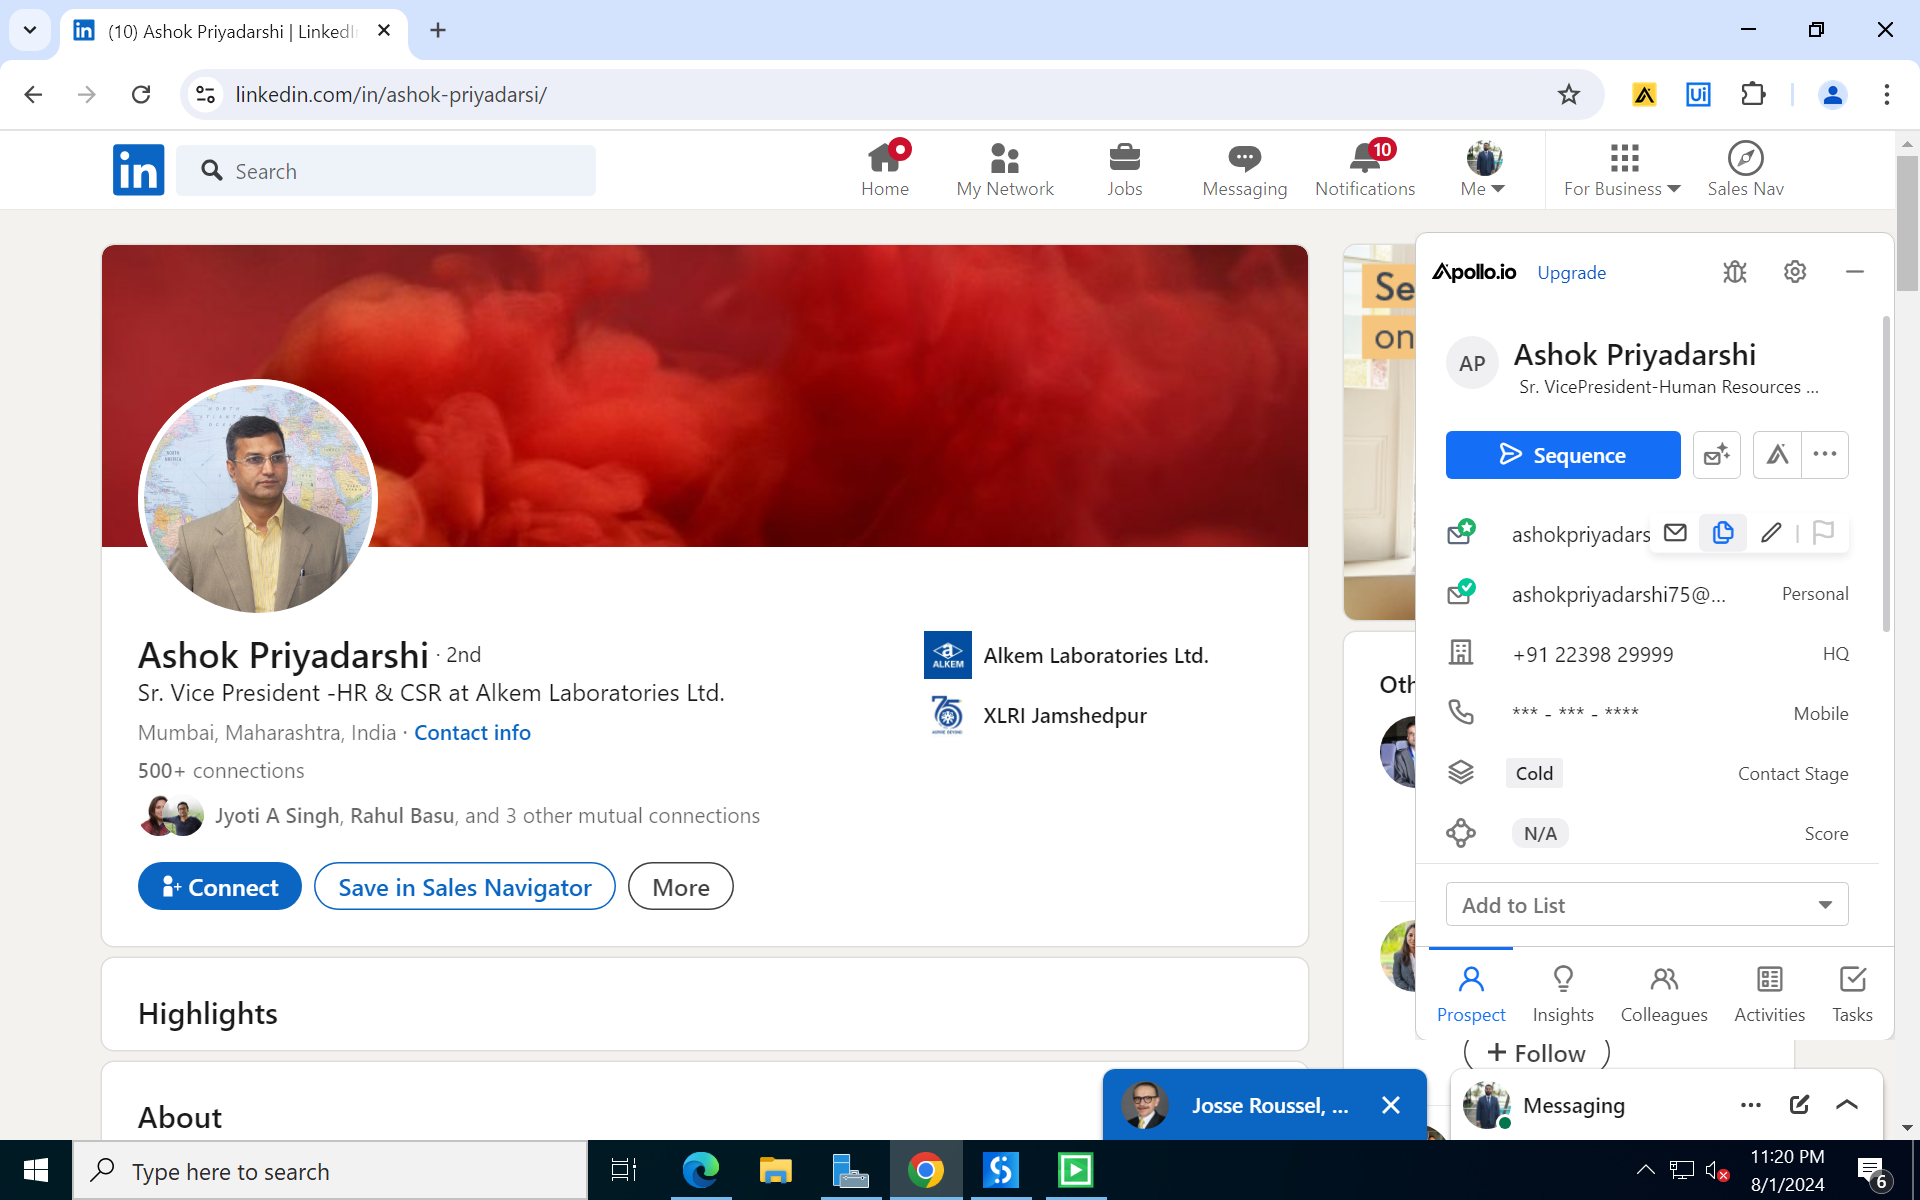 (10) Ashok Priyadarshi | LinkedIn
linkedin.com/in/ashok-priyadarsi/
Ui
in
Search
Home
My Network
Jobs
Messaging
10
Notifications
Me
For Business
Sales Nav
Se
on
Apollo.io
Upgrade
AP
Ashok Priyadarshi
Sr. VicePresident-Human Resources ...
Sequence
ashokpriyadars
ashokpriyadarshi75@...
Personal
+91 22398 29999
HQ
*** - *** - ****
Mobile
Cold
Contact Stage
N/A
Score
Add to List
Prospect
Insights
Colleagues
Activities
Tasks
Ashok Priyadarshi · 2nd
Sr. Vice President -HR & CSR at Alkem Laboratories Ltd.
Mumbai, Maharashtra, India · Contact info
500+ connections
Jyoti A Singh, Rahul Basu, and 3 other mutual connections
Connect
Save in Sales Navigator
More
ALKEM
Alkem Laboratories Ltd.
75
XLRI Jamshedpur
Oth
Highlights
About
+ Follow
Josse Roussel, ...
Messaging
Type here to search
11:20 PM
8/1/2024
6